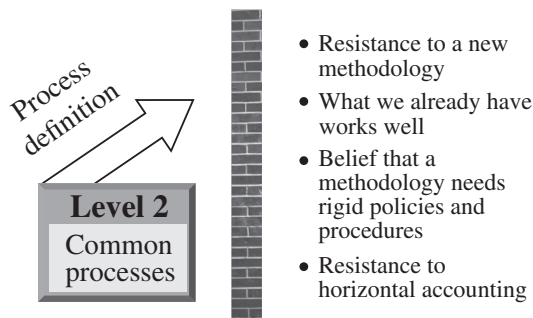 Process
definition
Level 2
Common
processes
• Resistance to a new
methodology
• What we already have
works well
• Belief that a
methodology needs
rigid policies and
procedures
• Resistance to
horizontal accounting